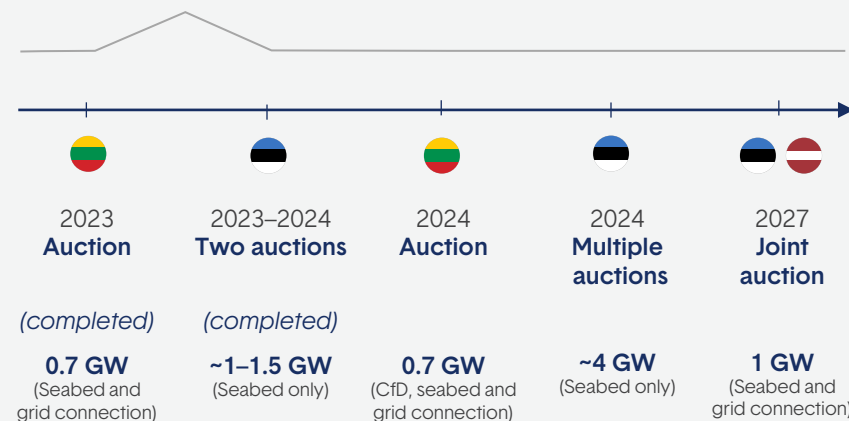 2023
Auction
(completed)
0.7 GW
(Seabed and
grid connection)
2023–2024
Two auctions
(completed)
~1–1.5 GW
(Seabed only)
2024
Auction
0.7 GW
(CfD, seabed and
grid connection)
2024
Multiple
auctions
~4 GW
(Seabed only)
2027
Joint
auction
1 GW
(Seabed and
grid connection)